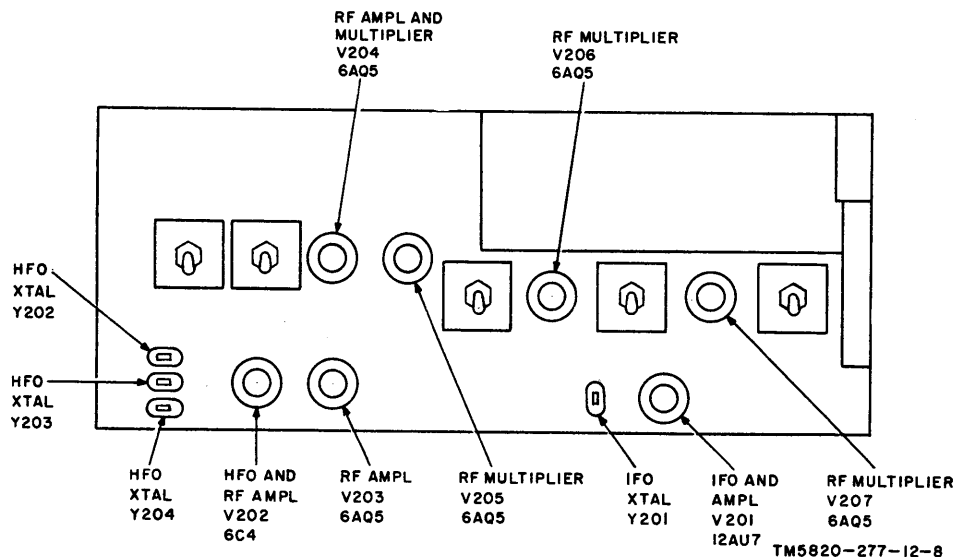 RF AMPL AND
MULTIPLIER
V204
6AQ5
RF MULTIPLIER
V206
6AQ5
HFO
XTAL
Y202
HFO
XTAL
Y203
HFO
XTAL
Y204
HFO AND
RF AMPL
V202
6C4
RF AMPL
V203
6AQ5
RF MULTIPLIER
V205
6AQ5
IFO
XTAL
Y201
IFO AND
AMPL
V201
12AU7
RF MULTIPLIER
V207
6AQ5
TM5820-277-12-8